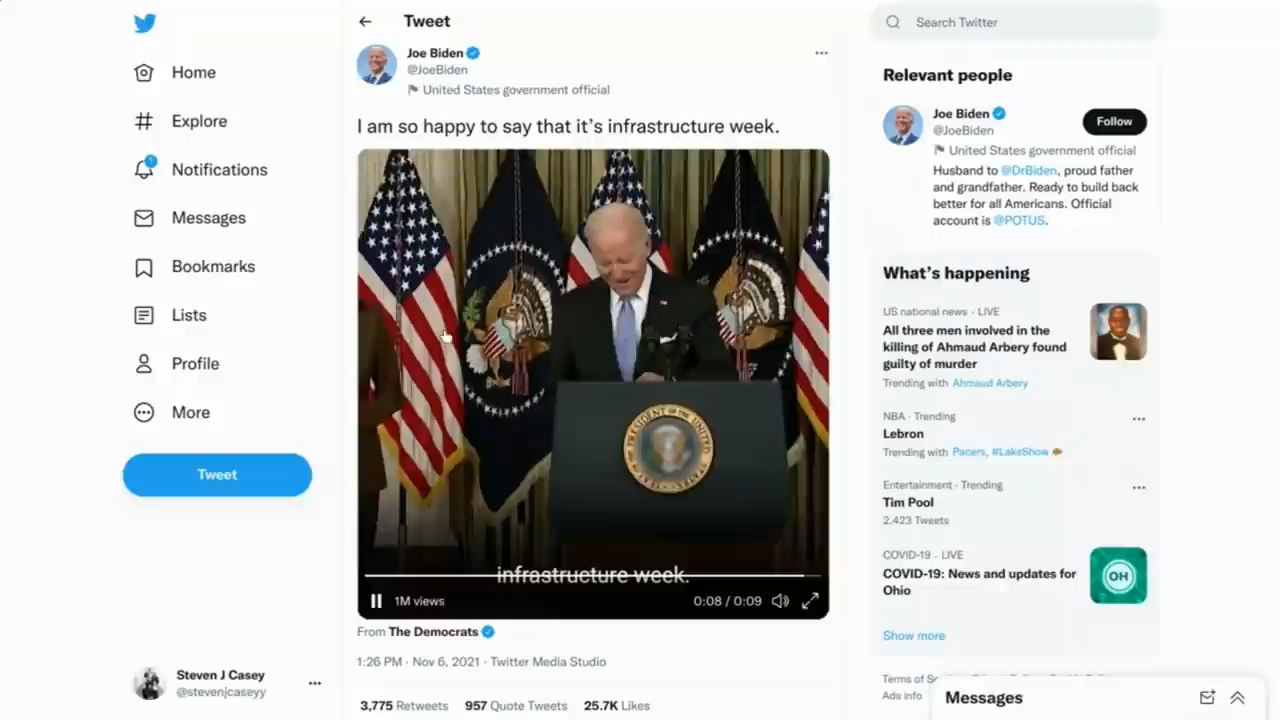 Home
Explore
Notifications
Messages
Bookmarks
Lists
Profile
More
Tweet
Steven J Casey
@stevenjcaseyy
Tweet
Joe Biden
@JoeBiden
United States government official
I am so happy to say that it's infrastructure week.
PRESIDENT OF THE UNITED STATES
infrastructure week.
1M views
0:08 / 0:09
From The Democrats
1:26 PM · Nov 6, 2021 · Twitter Media Studio
3,775 Retweets 957 Quote Tweets 25.7K Likes
Search Twitter
Relevant people
Joe Biden
@JoeBiden
Follow
United States government official
Husband to @DrBiden, proud father
and grandfather. Ready to build back
better for all Americans. Official
account is @POTUS.
What's happening
US national news · LIVE
All three men involved in the
killing of Ahmaud Arbery found
guilty of murder
Trending with Ahmaud Arbery
NBA · Trending
Lebron
Trending with Pacers, #LakeShow
Entertainment · Trending
Tim Pool
2,423 Tweets
COVID-19 · LIVE
COVID-19: News and updates for
Ohio
OH
Show more
Terms of
Ads info
Messages